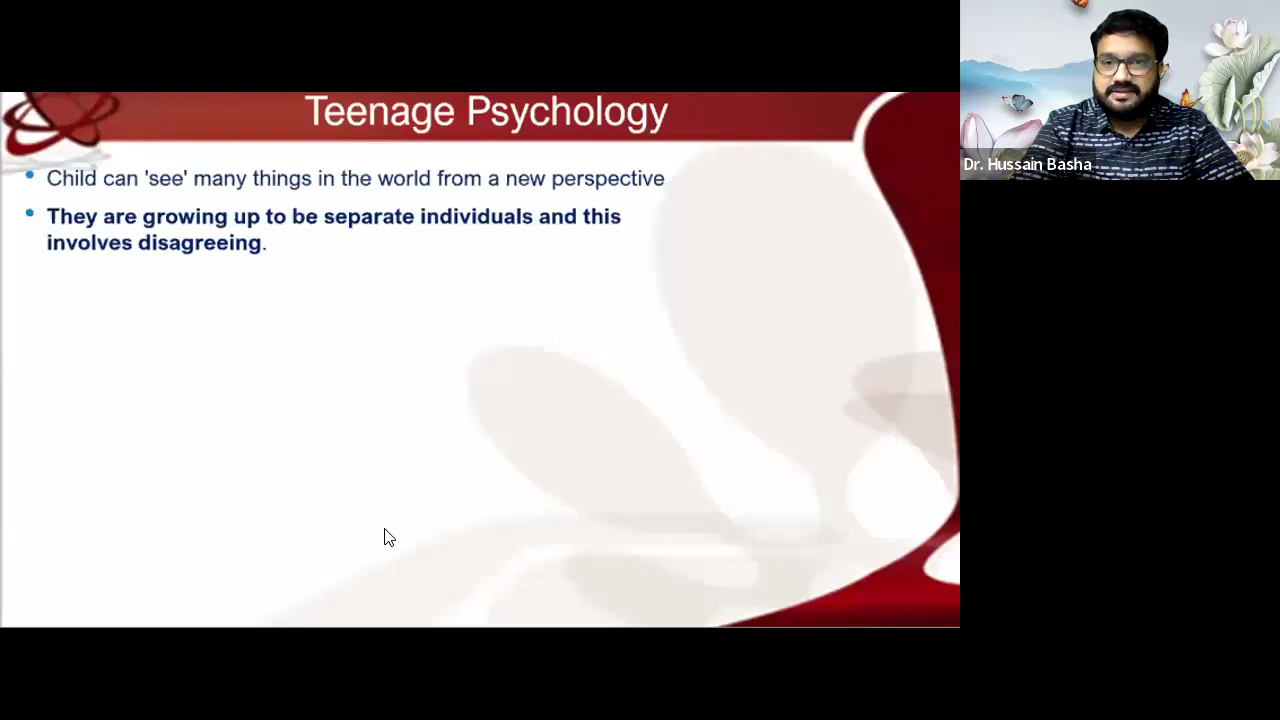 Teenage Psychology
Child can 'see' many things in the world from a new perspective
They are growing up to be separate individuals and this
involves disagreeing.
Dr. Hussain Basha